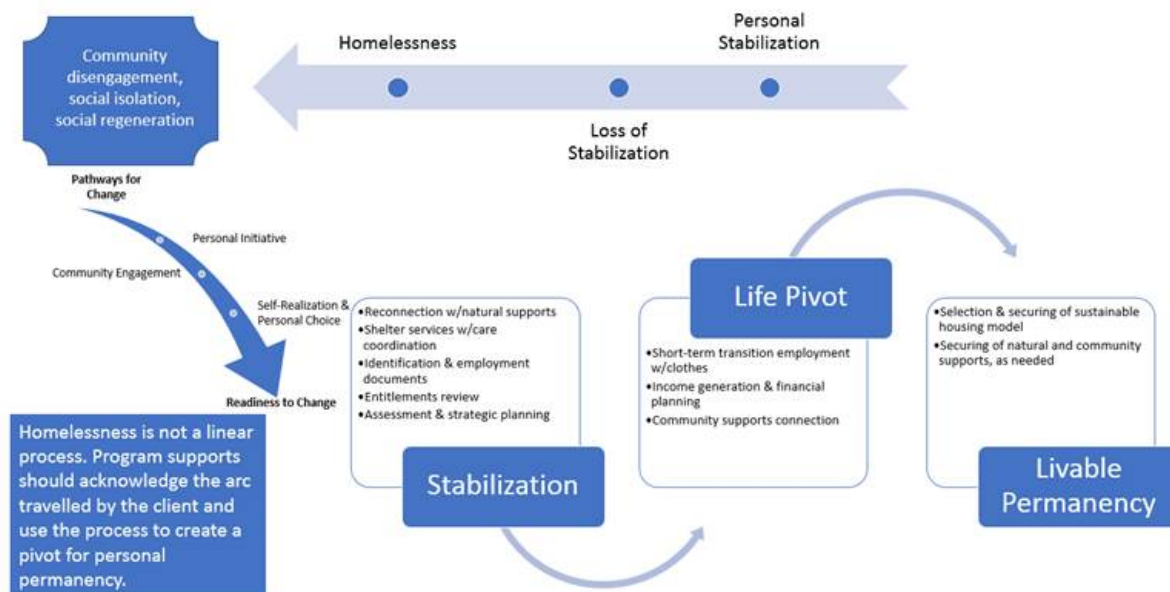 Community
disengagement,
social isolation,
social regeneration
Homelessness
Loss of
Stabilization
Personal
Stabilization
Pathways for
Change
Personal Initiative
Community Engagement
Self-Realization &
Personal Choice
Readiness to Change
Homelessness is not a linear
process. Program supports
should acknowledge the arc
travelled by the client and
use the process to create a
pivot for personal
permanency.
•Reconnection w/natural supports
•Shelter services w/care
coordination
•Identification & employment
documents
•Entitlements review
•Assessment & strategic planning
Stabilization
Life Pivot
•Short-term transition employment
w/clothes
•Income generation & financial
planning
•Community supports connection
•Selection & securing of sustainable
housing model
•Securing of natural and community
supports, as needed
Livable
Permanency